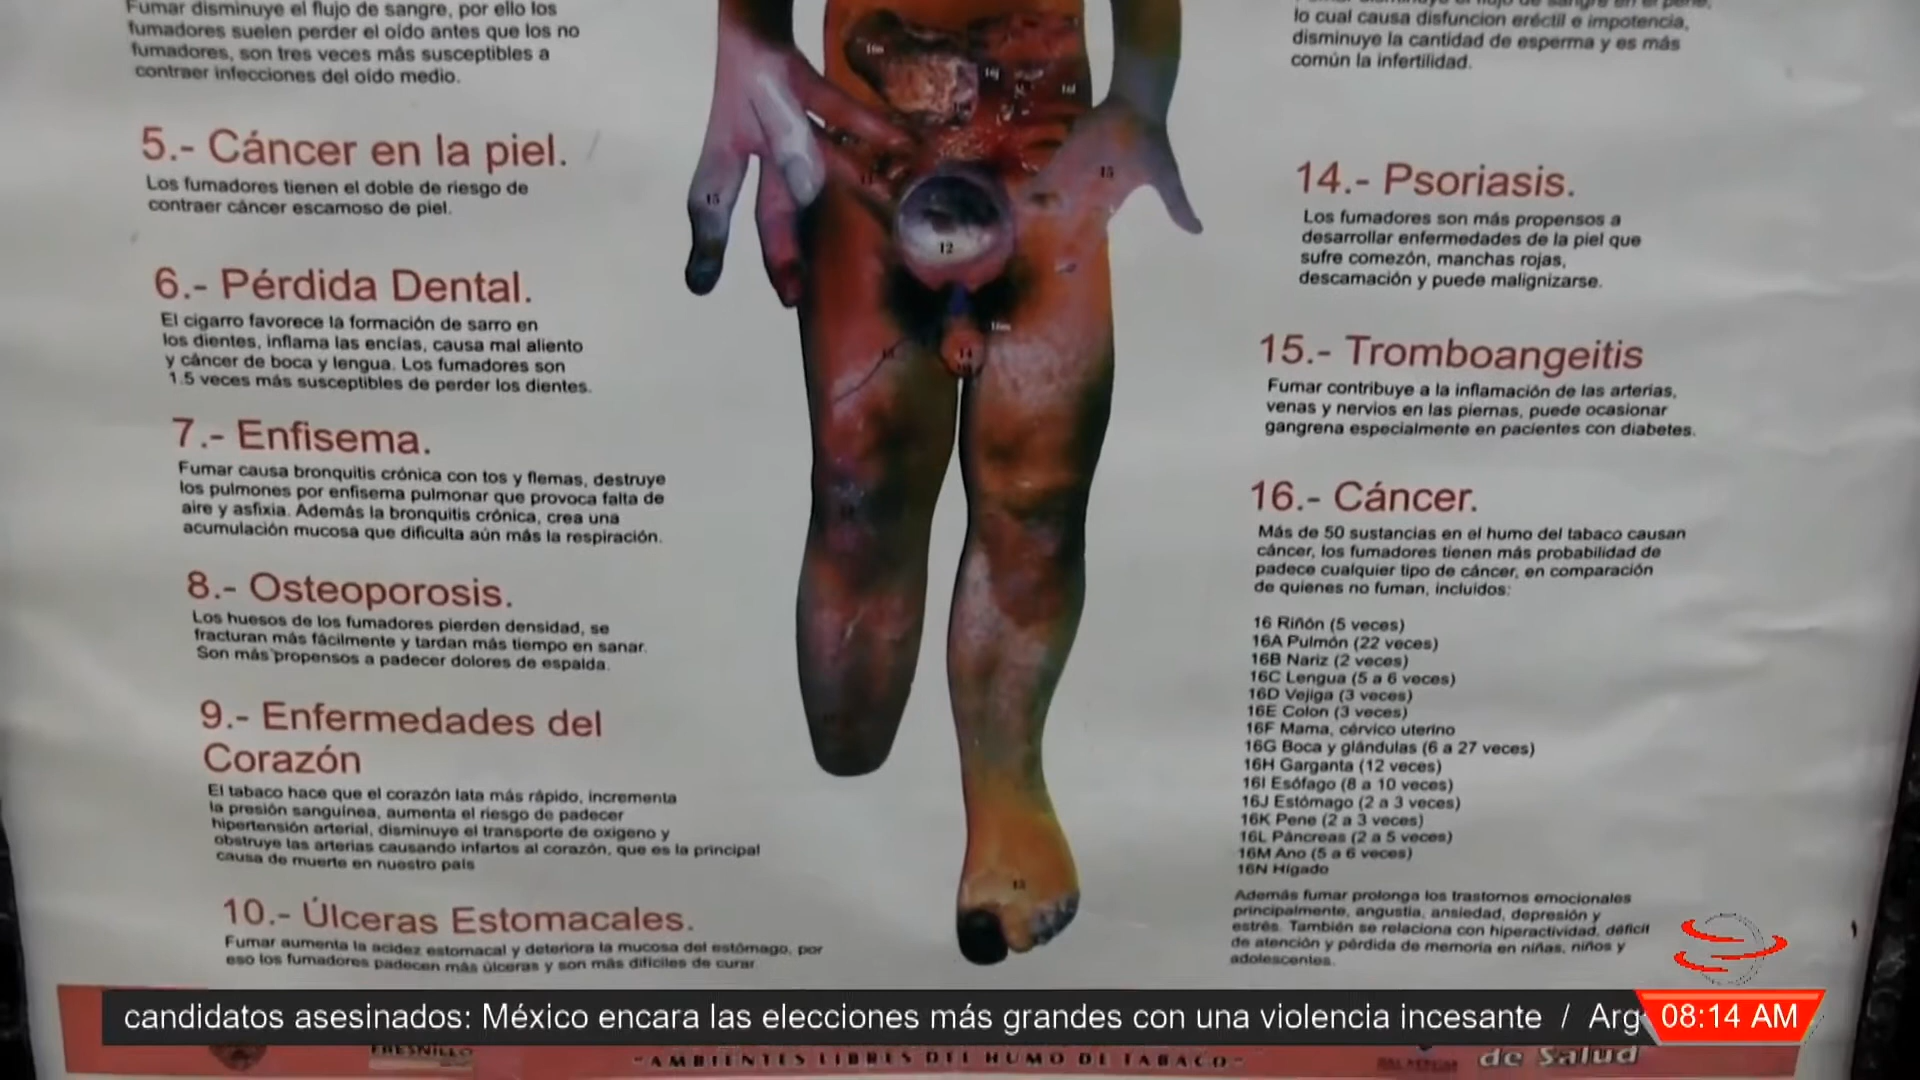 Fumar disminuye el flujo de sangre, por ello los
fumadores suelen perder el oído antes que los no
fumadores, son tres veces más susceptibles a
contraer infecciones del oído medio.
5.- Cáncer en la piel.
Los fumadores tienen el doble de riesgo de
contraer cáncer escamoso de piel.
6.- Pérdida Dental.
El cigarro favorece la formación de sarro en
los dientes, inflama las encias, causa mal aliento
y cáncer de boca y lengua. Los fumadores son
1.5 veces más susceptibles de perder los dientes.
7.- Enfisema.
Fumar causa bronquitis crónica con tos y flemas, destruye
los pulmones por enfisema pulmonar que provoca falta de
aire y asfixia. Además la bronquitis crónica, crea una
acumulación mucosa que dificulta aún más la respiración.
8.- Osteoporosis.
Los huesos de los fumadores pierden densidad, se
fracturan más fácilmente y tardan más tiempo en sanar.
Son más propensos a padecer dolores de espalda.
9.- Enfermedades del
Corazón
El tabaco hace que el corazón lata más rápido, incrementa
la presión sanguínea, aumenta el riesgo de padecer
hipertensión arterial, disminuye el transporte de oxigeno y
obstruye las arterias causando infartos al corazón, que es la principal
causa de muerte en nuestro país
10.- Úlceras Estomacales.
Fumar aumenta la acidez estomacal y deteriora la mucosa del estómago, por
eso los fumadores padecen más úlceras y son más difíciles de curar
16n
16j
16l
15
15
12
16m
14
13
lo cual causa disfuncion eréctil e impotencia,
disminuye la cantidad de esperma y es más
común la infertilidad.
14.- Psoriasis.
Los fumadores son más propensos a
desarrollar enfermedades de la piel que
sufre comezón, manchas rojas,
descamación y puede malignizarse.
15.- Tromboangeitis
Fumar contribuye a la inflamación de las arterias,
venas y nervios en las piernas, puede ocasionar
gangrena especialmente en pacientes con diabetes.
16.- Cáncer.
Más de 50 sustancias en el humo del tabaco causan
cáncer, los fumadores tienen más probabilidad de
padece cualquier tipo de cáncer, en comparación
de quienes no fuman, incluidos:
16 Riñón (5 veces)
16A Pulmón (22 veces)
16B Nariz (2 veces)
16C Lengua (5 a 6 veces)
16D Vejiga (3 veces)
16E Colon (3 veces)
16F Mama, cérvico uterino
16G Boca y glándulas (6 a 27 veces)
16H Garganta (12 veces)
16I Esófago (8 a 10 veces)
16J Estómago (2 a 3 veces)
16K Pene (2 a 3 veces)
16L Páncreas (2 a 5 veces)
16M Ano (5 a 6 veces)
16N Hígado
Además fumar prolonga los trastornos emocionales
principalmente, angustia, ansiedad, depresión y
estrés. También se relaciona con hiperactividad, déficit
de atención y pérdida de memoria en niñas, niños y
adolescentes.
candidatos asesinados: México encara las elecciones más grandes con una violencia incesante / Arg
08:14 AM
FRESNILLO
"AMBIENTES LIBRES DEL HUMO DE TABACO"
de Salud